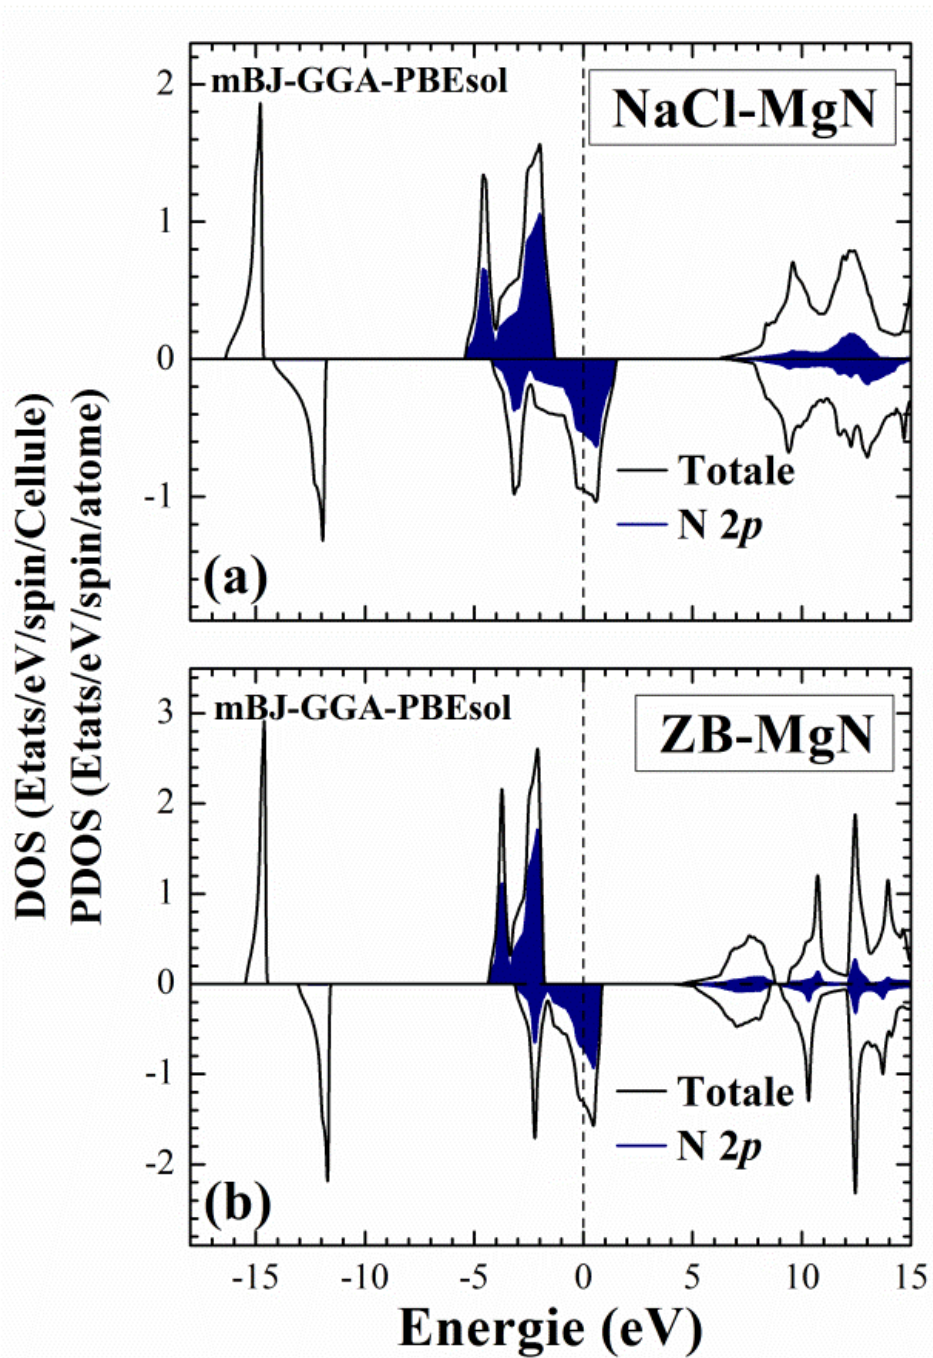 mBJ-GGA-PBEsol
NaCl-MgN
2
1
0
-1
Totale
N 2p
(a)
DOS (Etats/eV/spin/Cellule)
PDOS (Etats/eV/spin/atome)
mBJ-GGA-PBEsol
ZB-MgN
3
2
1
0
-1
-2
Totale
N 2p
(b)
-15 -10 -5 0 5 10 15
Energie (eV)